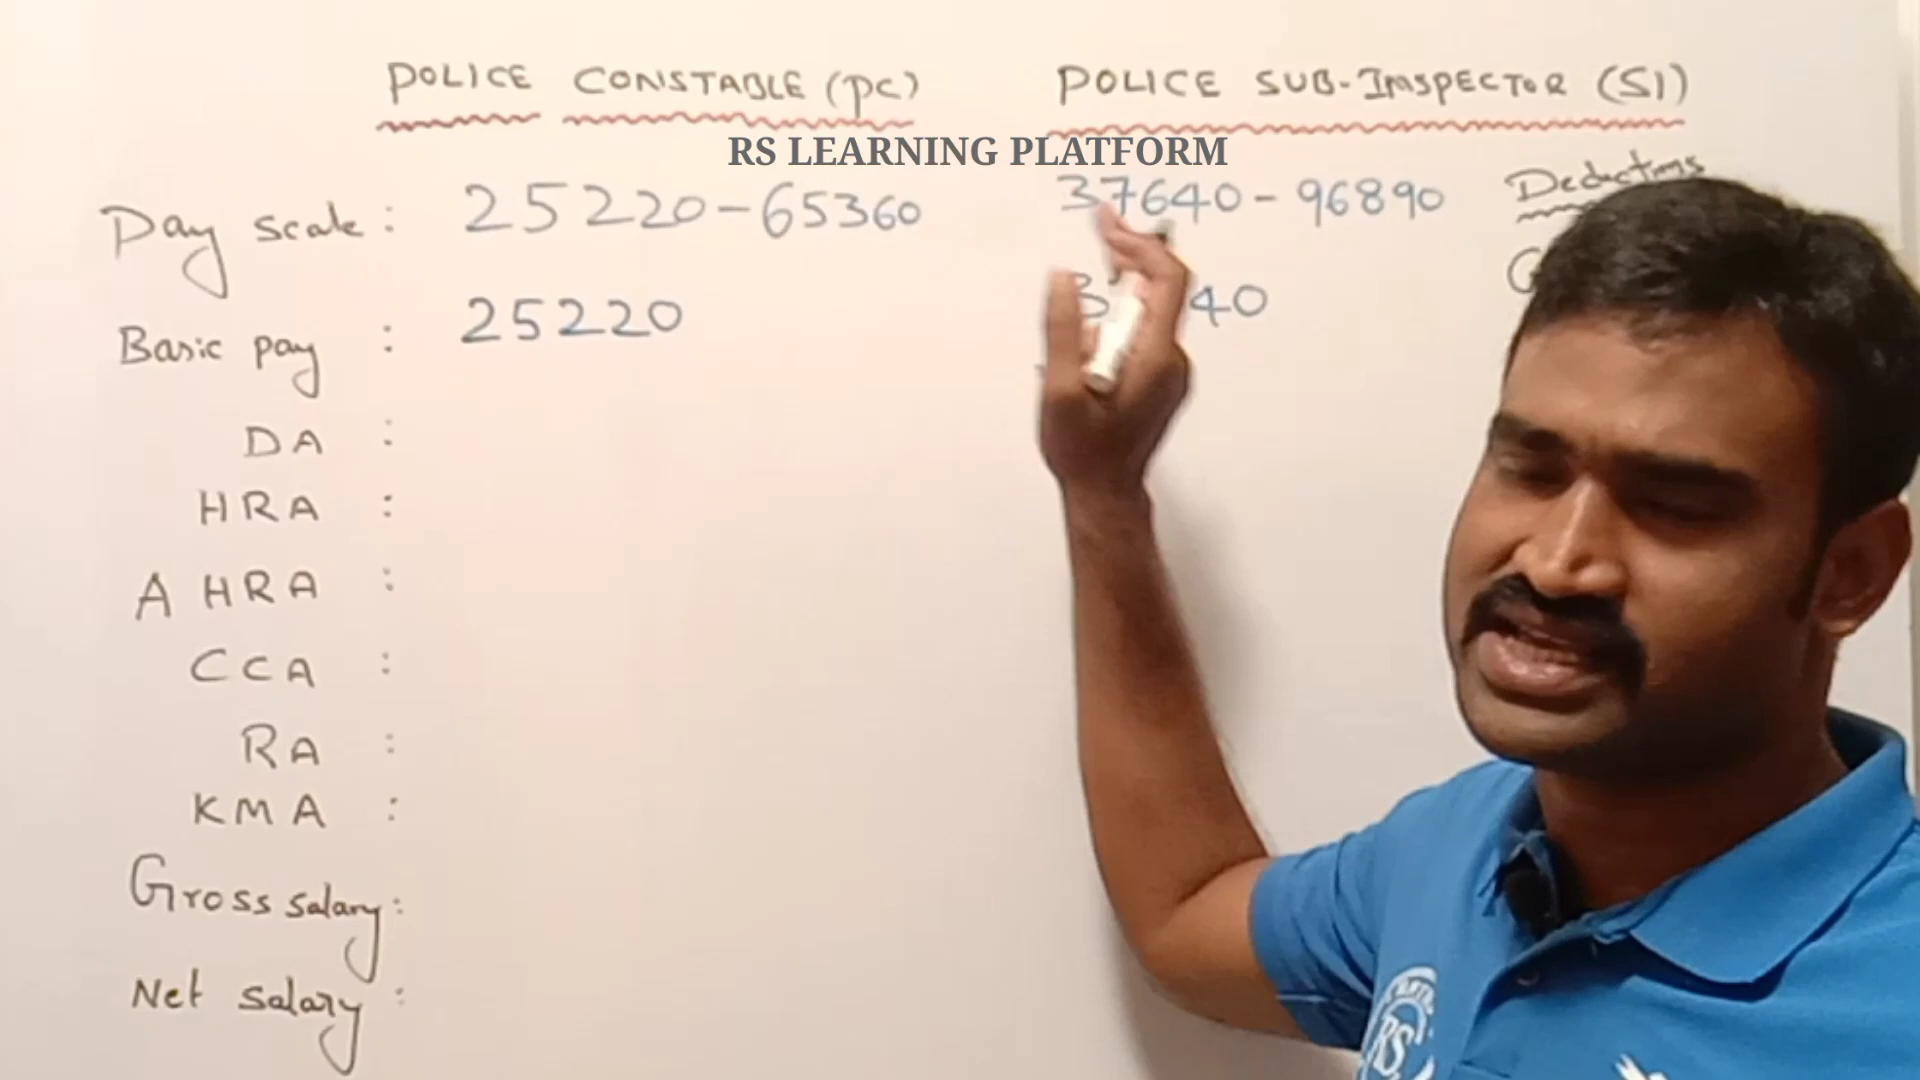 POLICE CONSTABLE (PC) POLICE SUB-INSPECTOR (SI)
RS LEARNING PLATFORM
Pay scale : 25220-65360 37640-96890 Deductions
Basic pay : 25220 40
DA :
HRA :
A HRA :
CCA :
RA :
KMA :
Gross salary :
Net salary :
RS